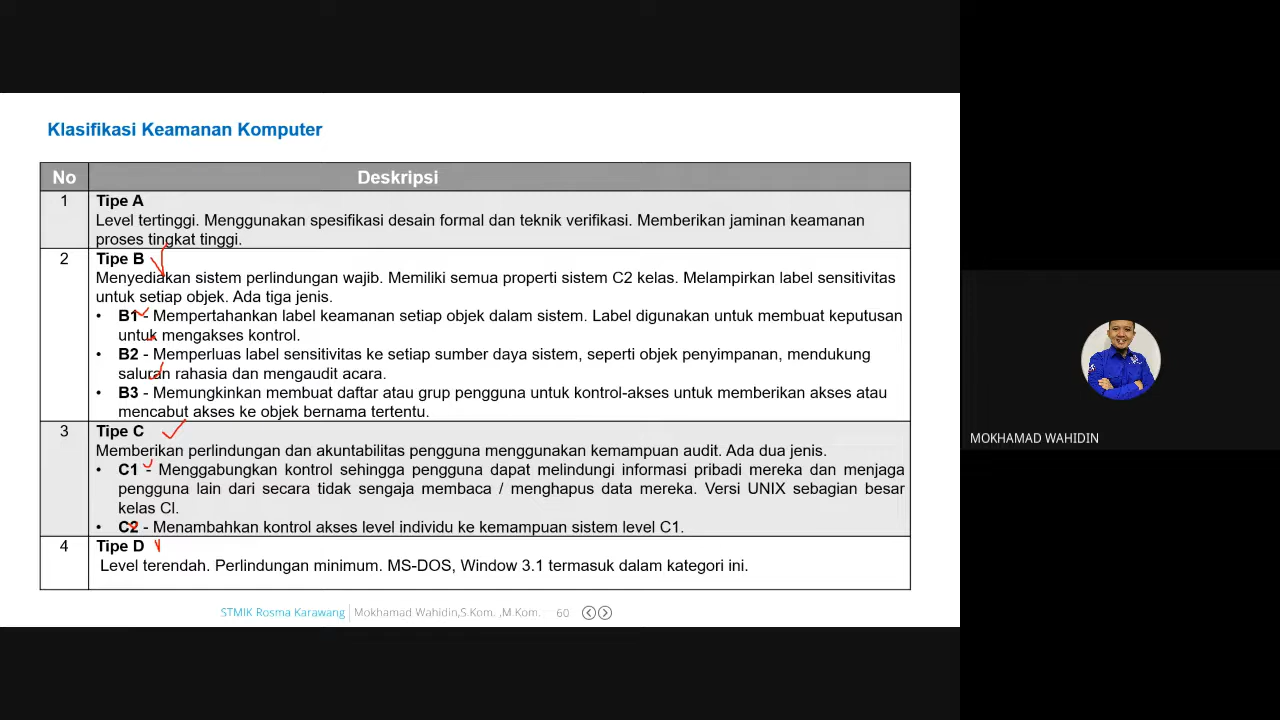 Klasifikasi Keamanan Komputer
No Deskripsi
1 Tipe A
Level tertinggi. Menggunakan spesifikasi desain formal dan teknik verifikasi. Memberikan jaminan keamanan
proses tingkat tinggi.
2 Tipe B
Menyediakan sistem perlindungan wajib. Memiliki semua properti sistem C2 kelas. Melampirkan label sensitivitas
untuk setiap objek. Ada tiga jenis.
• B1 - Mempertahankan label keamanan setiap objek dalam sistem. Label digunakan untuk membuat keputusan
untuk mengakses kontrol.
• B2 - Memperluas label sensitivitas ke setiap sumber daya sistem, seperti objek penyimpanan, mendukung
saluran rahasia dan mengaudit acara.
• B3 - Memungkinkan membuat daftar atau grup pengguna untuk kontrol-akses untuk memberikan akses atau
mencabut akses ke objek bernama tertentu.
3 Tipe C
Memberikan perlindungan dan akuntabilitas pengguna menggunakan kemampuan audit. Ada dua jenis.
• C1 - Menggabungkan kontrol sehingga pengguna dapat melindungi informasi pribadi mereka dan menjaga
pengguna lain dari secara tidak sengaja membaca / menghapus data mereka. Versi UNIX sebagian besar
kelas Cl.
• C2 - Menambahkan kontrol akses level individu ke kemampuan sistem level C1.
4 Tipe D
Level terendah. Perlindungan minimum. MS-DOS, Window 3.1 termasuk dalam kategori ini.
STMIK Rosma Karawang Mokhamad Wahidin,S.Kom. ,M.Kom. 60
MOKHAMAD WAHIDIN